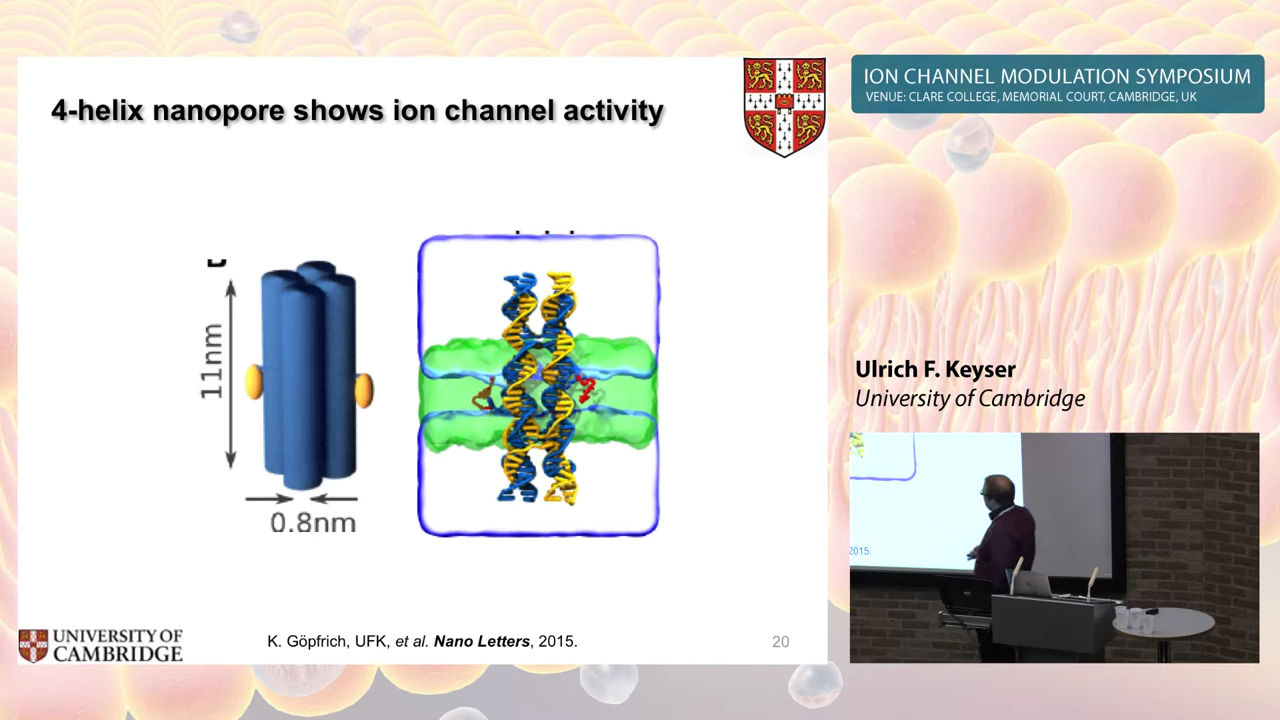 4-helix nanopore shows ion channel activity
11nm
0.8nm
UNIVERSITY OF
CAMBRIDGE
K. Göpfrich, UFK, et al. Nano Letters, 2015.
20
ION CHANNEL MODULATION SYMPOSIUM
VENUE: CLARE COLLEGE, MEMORIAL COURT, CAMBRIDGE, UK
Ulrich F. Keyser
University of Cambridge
2015.